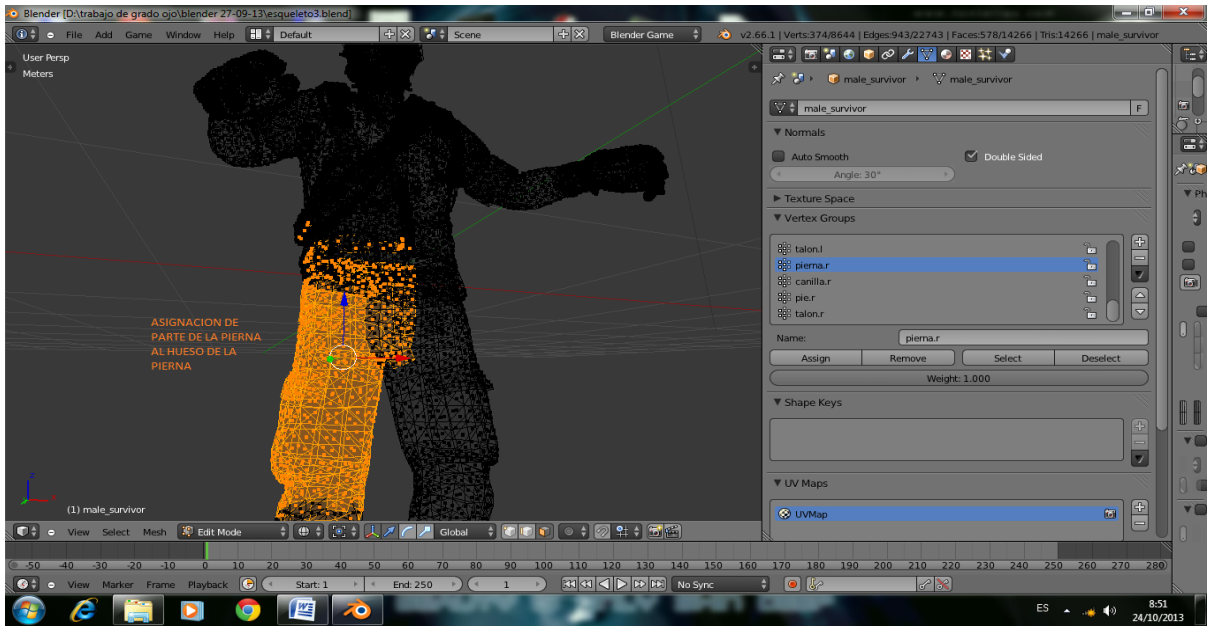 Blender [D:\trabajo de grado ojo\blender 27-09-13\esqueleto3.blend]
File Add Game Window Help Default Scene Blender Game v2.66.1 | Verts:374/8644 | Edges:943/22743 | Faces:578/14266 | Tris:14266 | male_survivor
User Persp
Meters
male_survivor male_survivor
male_survivor F
Normals
Auto Smooth Double Sided
Angle: 30°
Texture Space
Vertex Groups
talon.l
pierna.r
canilla.r
pie.r
talon.r
Name: pierna.r
Assign Remove Select Deselect
Weight: 1.000
Shape Keys
UV Maps
UVMap
Ph
ASIGNACION DE
PARTE DE LA PIERNA
AL HUESO DE LA
PIERNA
z
(1) male_survivor
View Select Mesh Edit Mode Global
-50 -40 -30 -20 -10 0 10 20 30 40 50 60 70 80 90 100 110 120 130 140 150 160 170 180 190 200 210 220 230 240 250 260 270 280
View Marker Frame Playback Start: 1 End: 250 1 No Sync
ES 8:51
24/10/2013